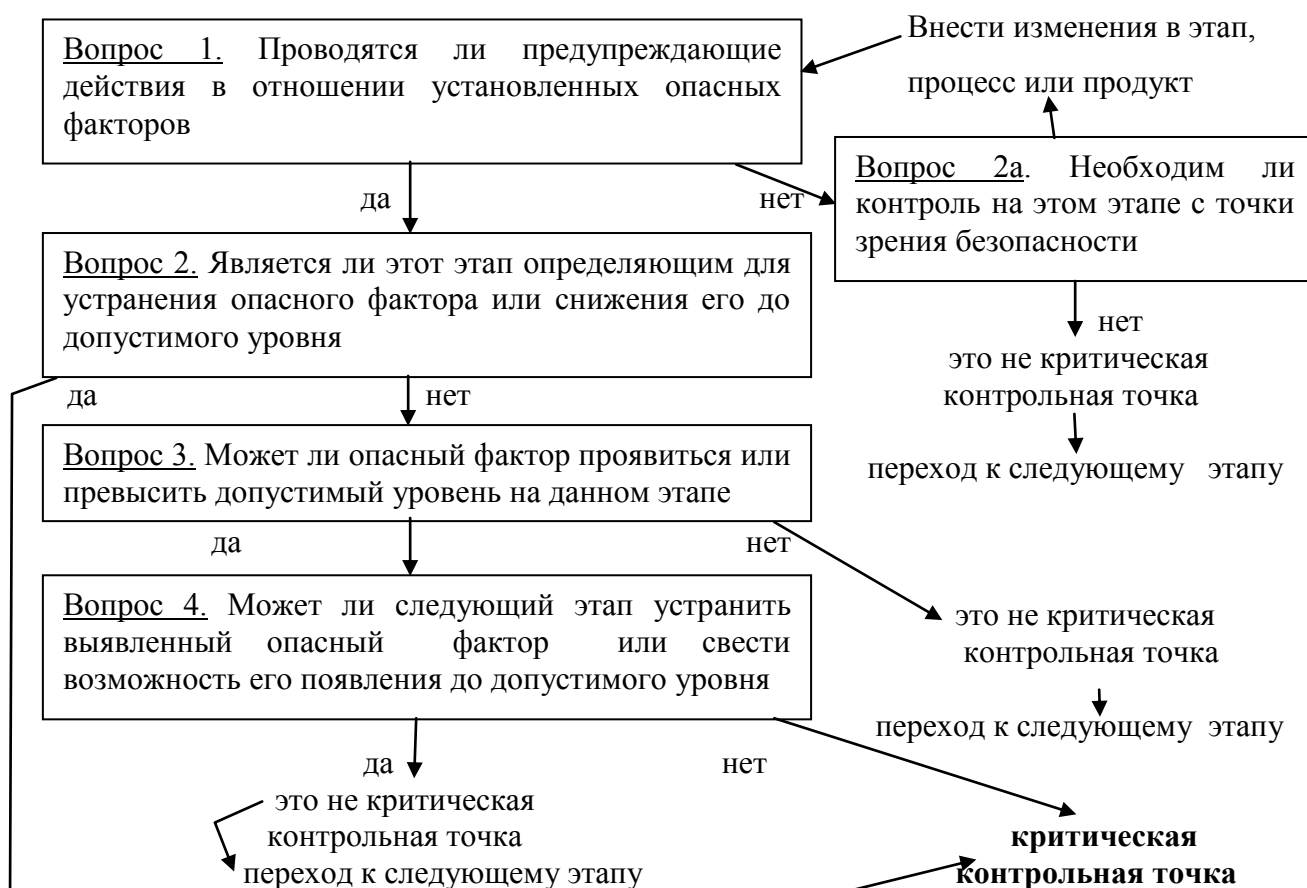 Вопрос 1. Проводятся ли предупреждающие
действия в отношении установленных опасных
факторов
Внести изменения в этап,
процесс или продукт
да
нет
Вопрос 2а. Необходим ли
контроль на этом этапе с точки
зрения безопасности
Вопрос 2. Является ли этот этап определяющим для
устранения опасного фактора или снижения его до
допустимого уровня
нет
это не критическая
контрольная точка
переход к следующему этапу
да
нет
Вопрос 3. Может ли опасный фактор проявиться или
превысить допустимый уровень на данном этапе
да
нет
это не критическая
контрольная точка
переход к следующему этапу
Вопрос 4. Может ли следующий этап устранить
выявленный опасный фактор или свести
возможность его появления до допустимого уровня
да
нет
это не критическая
контрольная точка
переход к следующему этапу
критическая
контрольная точка